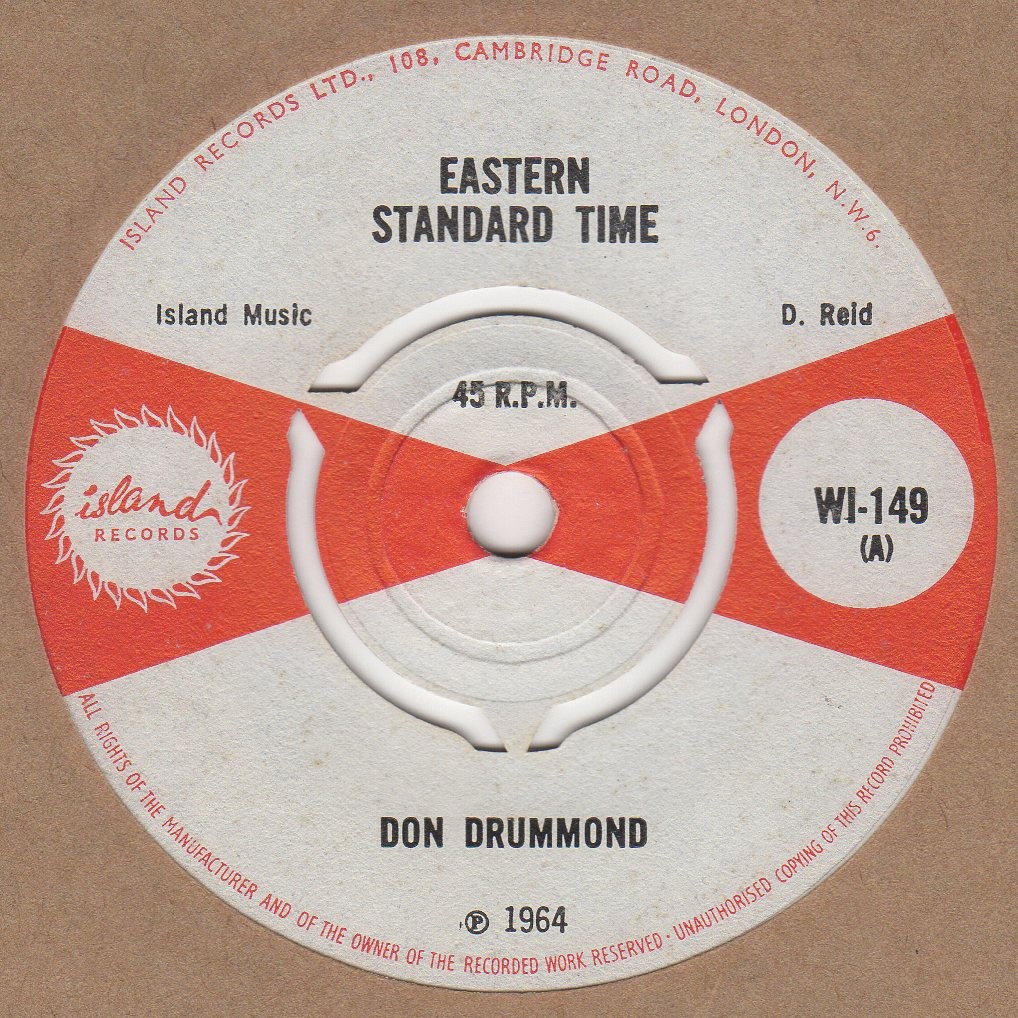 ISLAND RECORDS LTD., 108, CAMBRIDGE ROAD, LONDON, N.W.6.
EASTERN
STANDARD TIME
Island Music
D. Reid
45 R.P.M.
island
RECORDS
WI-149
(A)
DON DRUMMOND
℗ 1964
ALL RIGHTS OF THE MANUFACTURER AND OF THE OWNER OF THE RECORDED WORK RESERVED · UNAUTHORISED COPYING OF THIS RECORD PROHIBITED